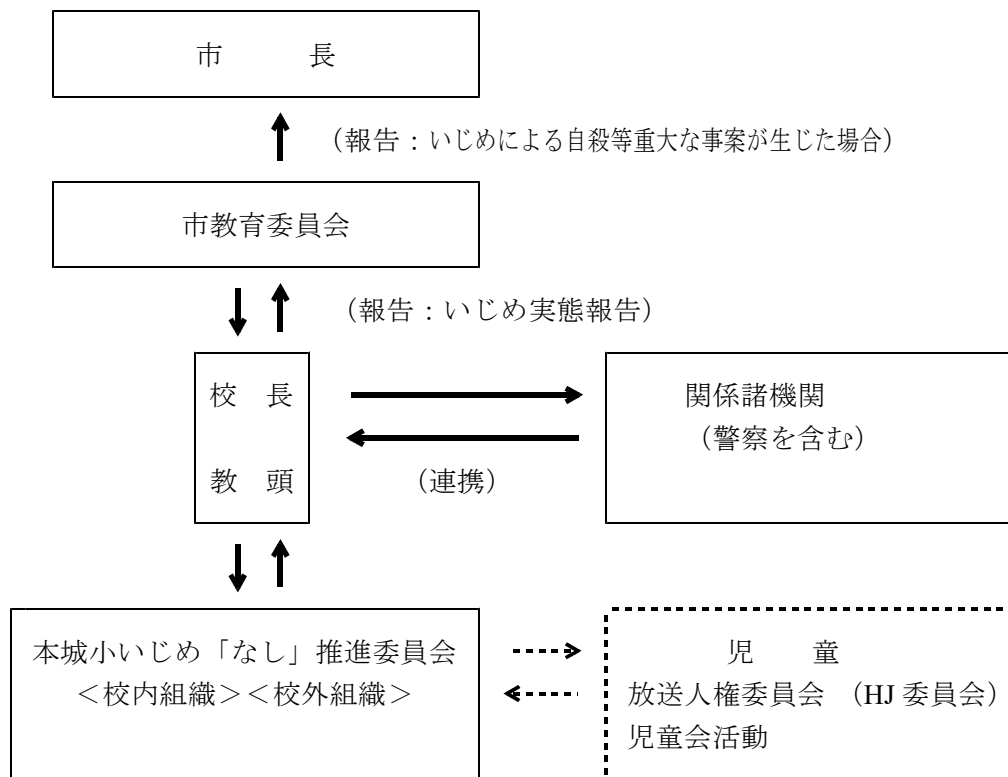 市　　　長
（報告：いじめによる自殺等重大な事案が生じた場合）
市教育委員会
（報告：いじめ実態報告）
校　長
教　頭
関係諸機関
（警察を含む）
（連携）
本城小いじめ「なし」推進委員会
＜校内組織＞＜校外組織＞
児　　童
放送人権委員会　（HJ 委員会）
児童会活動